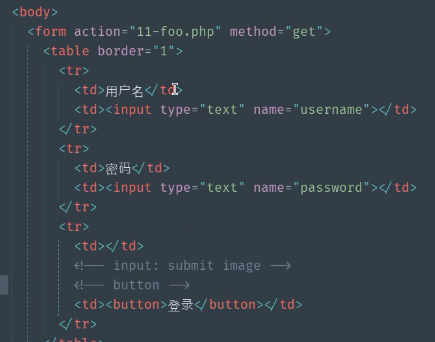 <body>
<form action="11-foo.php" method="get">
<table border="1">
<tr>
<td>用户名</td>
<td><input type="text" name="username"></td>
</tr>
<tr>
<td>密码</td>
<td><input type="text" name="password"></td>
</tr>
<tr>
<td></td>
<!-- input: submit image -->
<!-- button -->
<td><button>登录</button></td>
</tr>
</table>